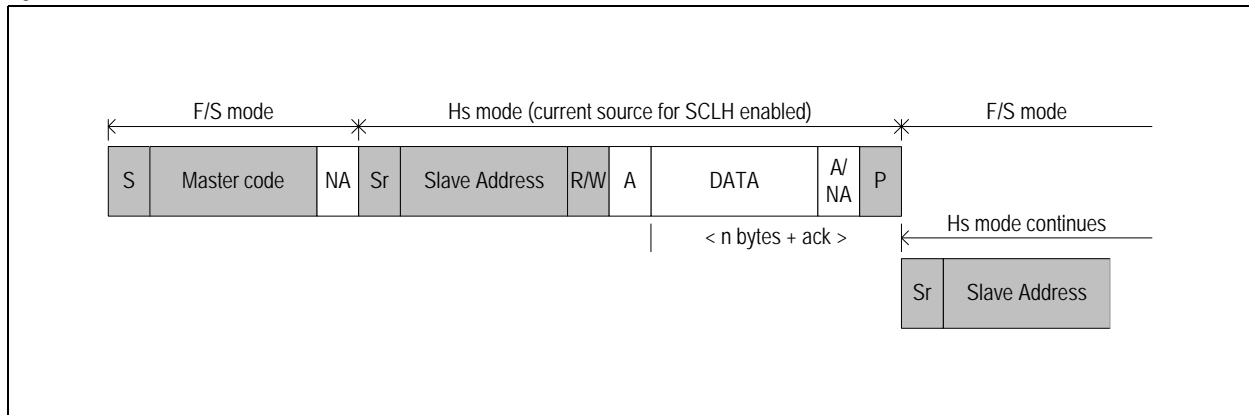 F/S mode Hs mode (current source for SCLH enabled) F/S mode
S Master code NA Sr Slave Address R/W A DATA A/ NA P
< n bytes + ack > Hs mode continues
Sr Slave Address